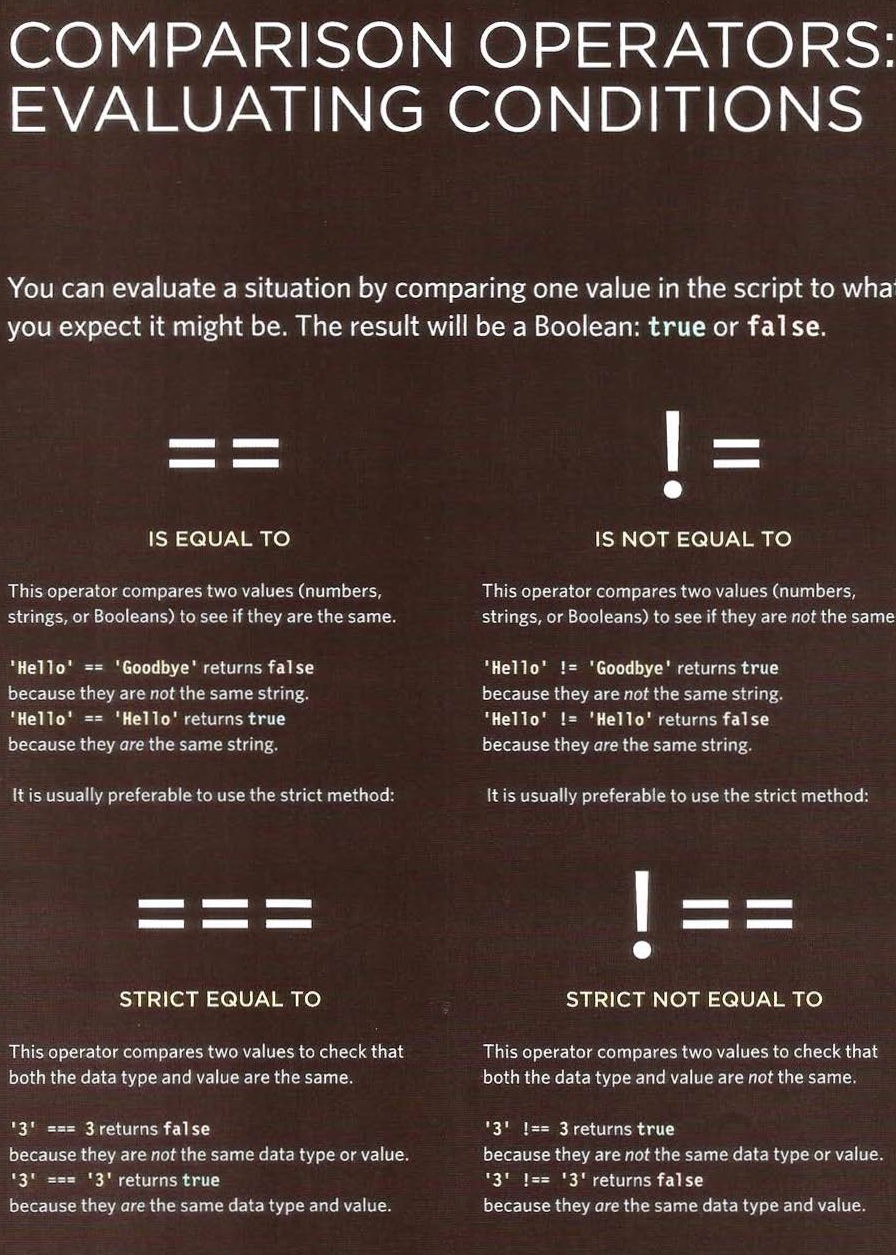 COMPARISON OPERATORS:
EVALUATING CONDITIONS
You can evaluate a situation by comparing one value in the script to what
you expect it might be. The result will be a Boolean: true or false.
==
IS EQUAL TO
This operator compares two values (numbers,
strings, or Booleans) to see if they are the same.
'Hello' == 'Goodbye' returns false
because they are not the same string.
'Hello' == 'Hello' returns true
because they are the same string.
It is usually preferable to use the strict method:
!=
IS NOT EQUAL TO
This operator compares two values (numbers,
strings, or Booleans) to see if they are not the same
'Hello' != 'Goodbye' returns true
because they are not the same string.
'Hello' != 'Hello' returns false
because they are the same string.
It is usually preferable to use the strict method:
===
STRICT EQUAL TO
This operator compares two values to check that
both the data type and value are the same.
'3' === 3 returns false
because they are not the same data type or value.
'3' === '3' returns true
because they are the same data type and value.
!==
STRICT NOT EQUAL TO
This operator compares two values to check that
both the data type and value are not the same.
'3' !== 3 returns true
because they are not the same data type or value.
'3' !== '3' returns false
because they are the same data type and value.